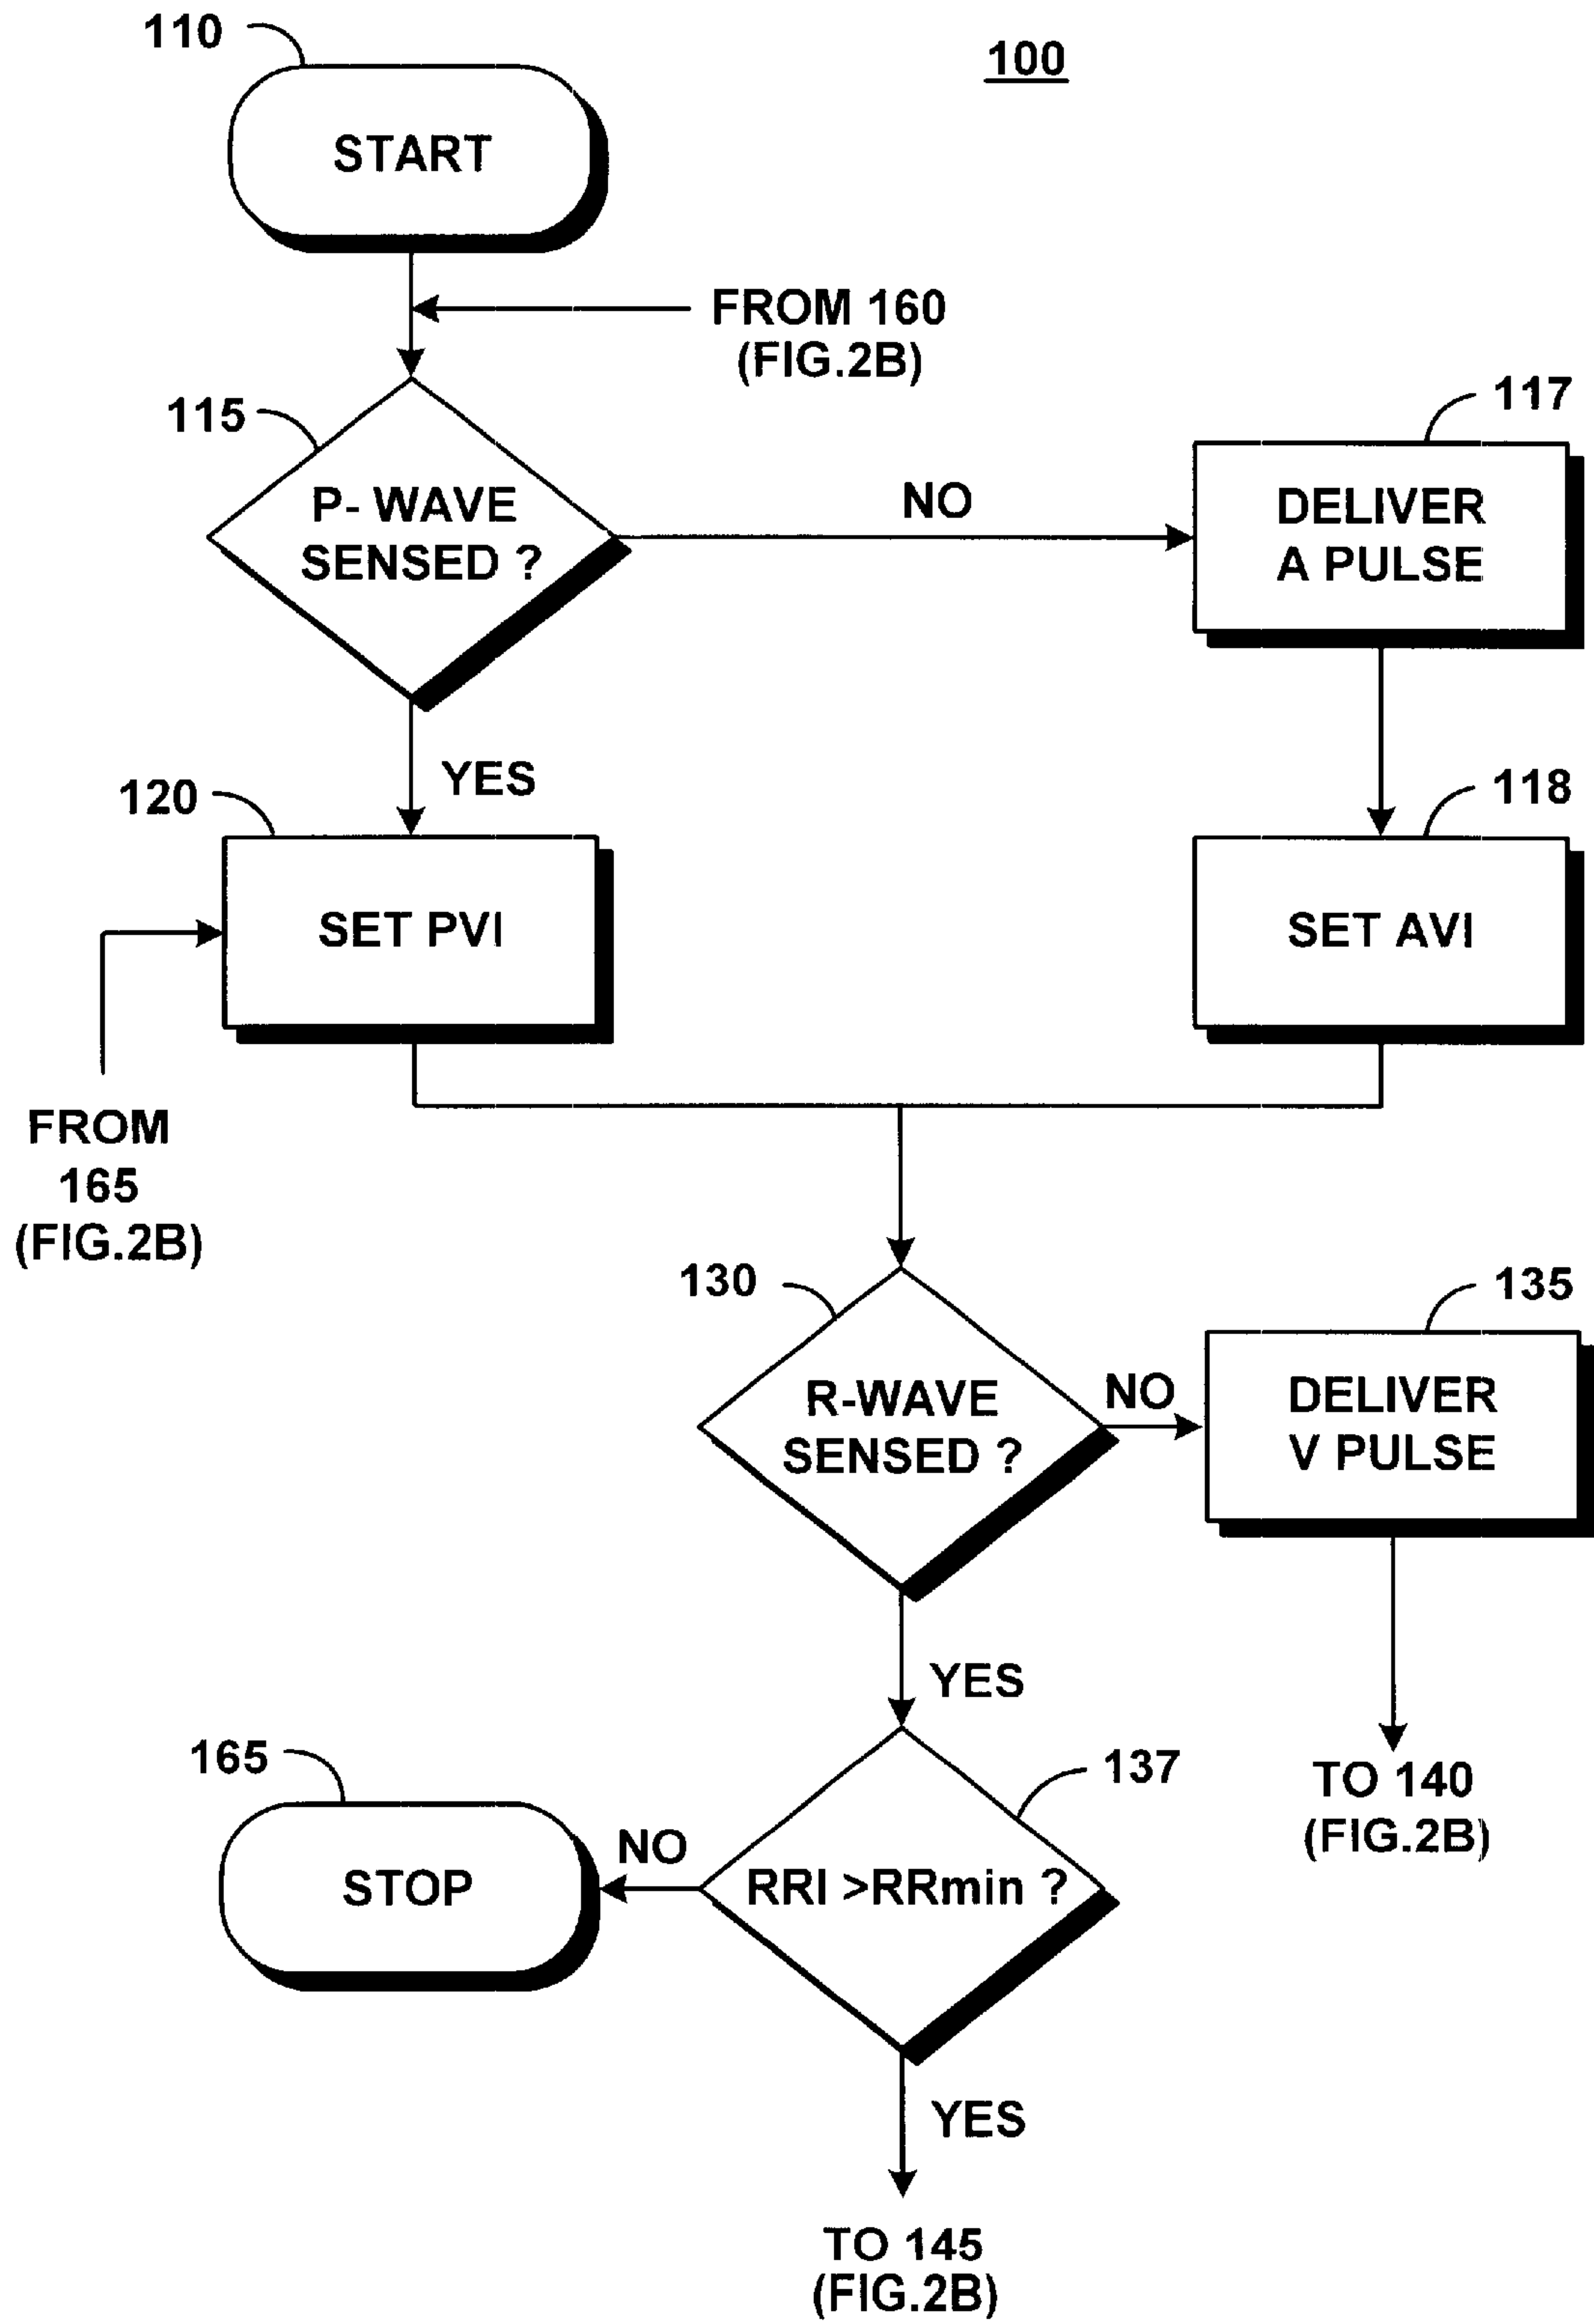 110
100
START
FROM 160
(FIG.2B)
115
117
P- WAVE
SENSED ?
NO
DELIVER
A PULSE
YES
120
118
SET PVI
SET AVI
FROM
165
(FIG.2B)
130
135
R-WAVE
SENSED ?
NO
DELIVER
V PULSE
YES
165
137
TO 140
(FIG.2B)
STOP
NO
RRI >RRmin ?
YES
TO 145
(FIG.2B)